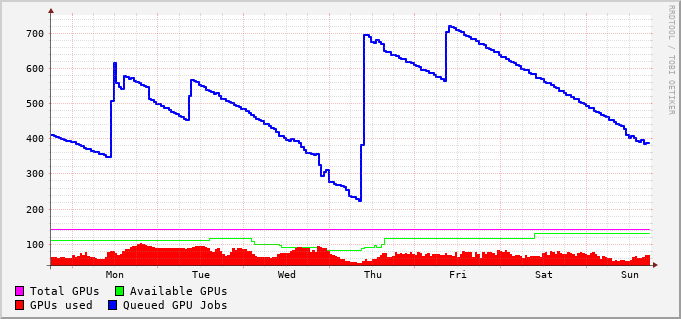 RRDTOOL / TOBI OETIKER
700
600
500
400
300
200
100
Mon Tue Wed Thu Fri Sat Sun
Total GPUs Available GPUs
GPUs used Queued GPU Jobs